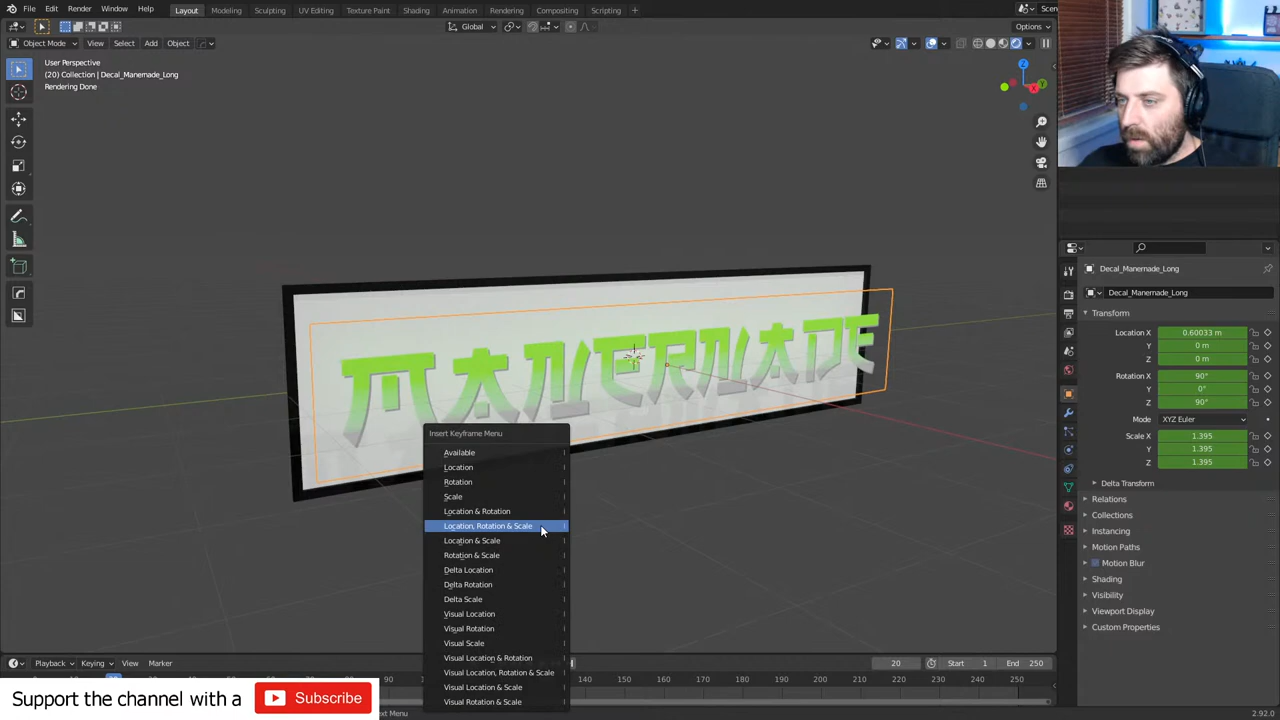 File Edit Render Window Help Layout Modeling Sculpting UV Editing Texture Paint Shading Animation Rendering Compositing Scripting + Scen
Global Options
Object Mode View Select Add Object
User Perspective
(20) Collection | Decal_Manemade_Long
Rendering Done
Z
Y
X
MANERMADE
Insert Keyframe Menu
Available I
Location I
Rotation I
Scale I
Location & Rotation I
Location, Rotation & Scale I
Location & Scale I
Rotation & Scale I
Delta Location I
Delta Rotation I
Delta Scale I
Visual Location I
Visual Rotation I
Visual Scale I
Visual Location & Rotation I
Visual Location, Rotation & Scale I
Visual Location & Scale I
Visual Rotation & Scale I
Decal_Manemade_Long
Decal_Manemade_Long
Transform
Location X 0.60033 m
Y 0 m
Z 0 m
Rotation X 90°
Y 0°
Z 90°
Mode XYZ Euler
Scale X 1.395
Y 1.395
Z 1.395
Delta Transform
Relations
Collections
Instancing
Motion Paths
Motion Blur
Shading
Visibility
Viewport Display
Custom Properties
Playback Keying View Marker 20 Start 1 End 250
130 140 150 160 170 180 190 200 210 220 230 240 250
Support the channel with a Subscribe
text Menu 2.92.0